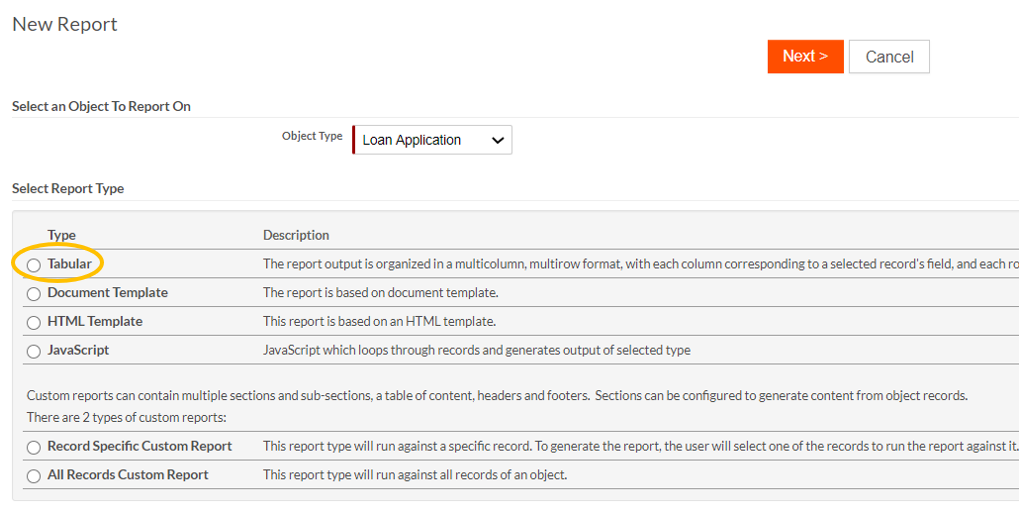 New Report
Next > Cancel
Select an Object To Report On
Object Type Loan Application
Select Report Type
Type Description
Tabular The report output is organized in a multicolumn, multirow format, with each column corresponding to a selected record's field, and each ro
Document Template The report is based on document template.
HTML Template This report is based on an HTML template.
JavaScript JavaScript which loops through records and generates output of selected type
Custom reports can contain multiple sections and sub-sections, a table of content, headers and footers. Sections can be configured to generate content from object records.
There are 2 types of custom reports:
Record Specific Custom Report This report type will run against a specific record. To generate the report, the user will select one of the records to run the report against it.
All Records Custom Report This report type will run against all records of an object.